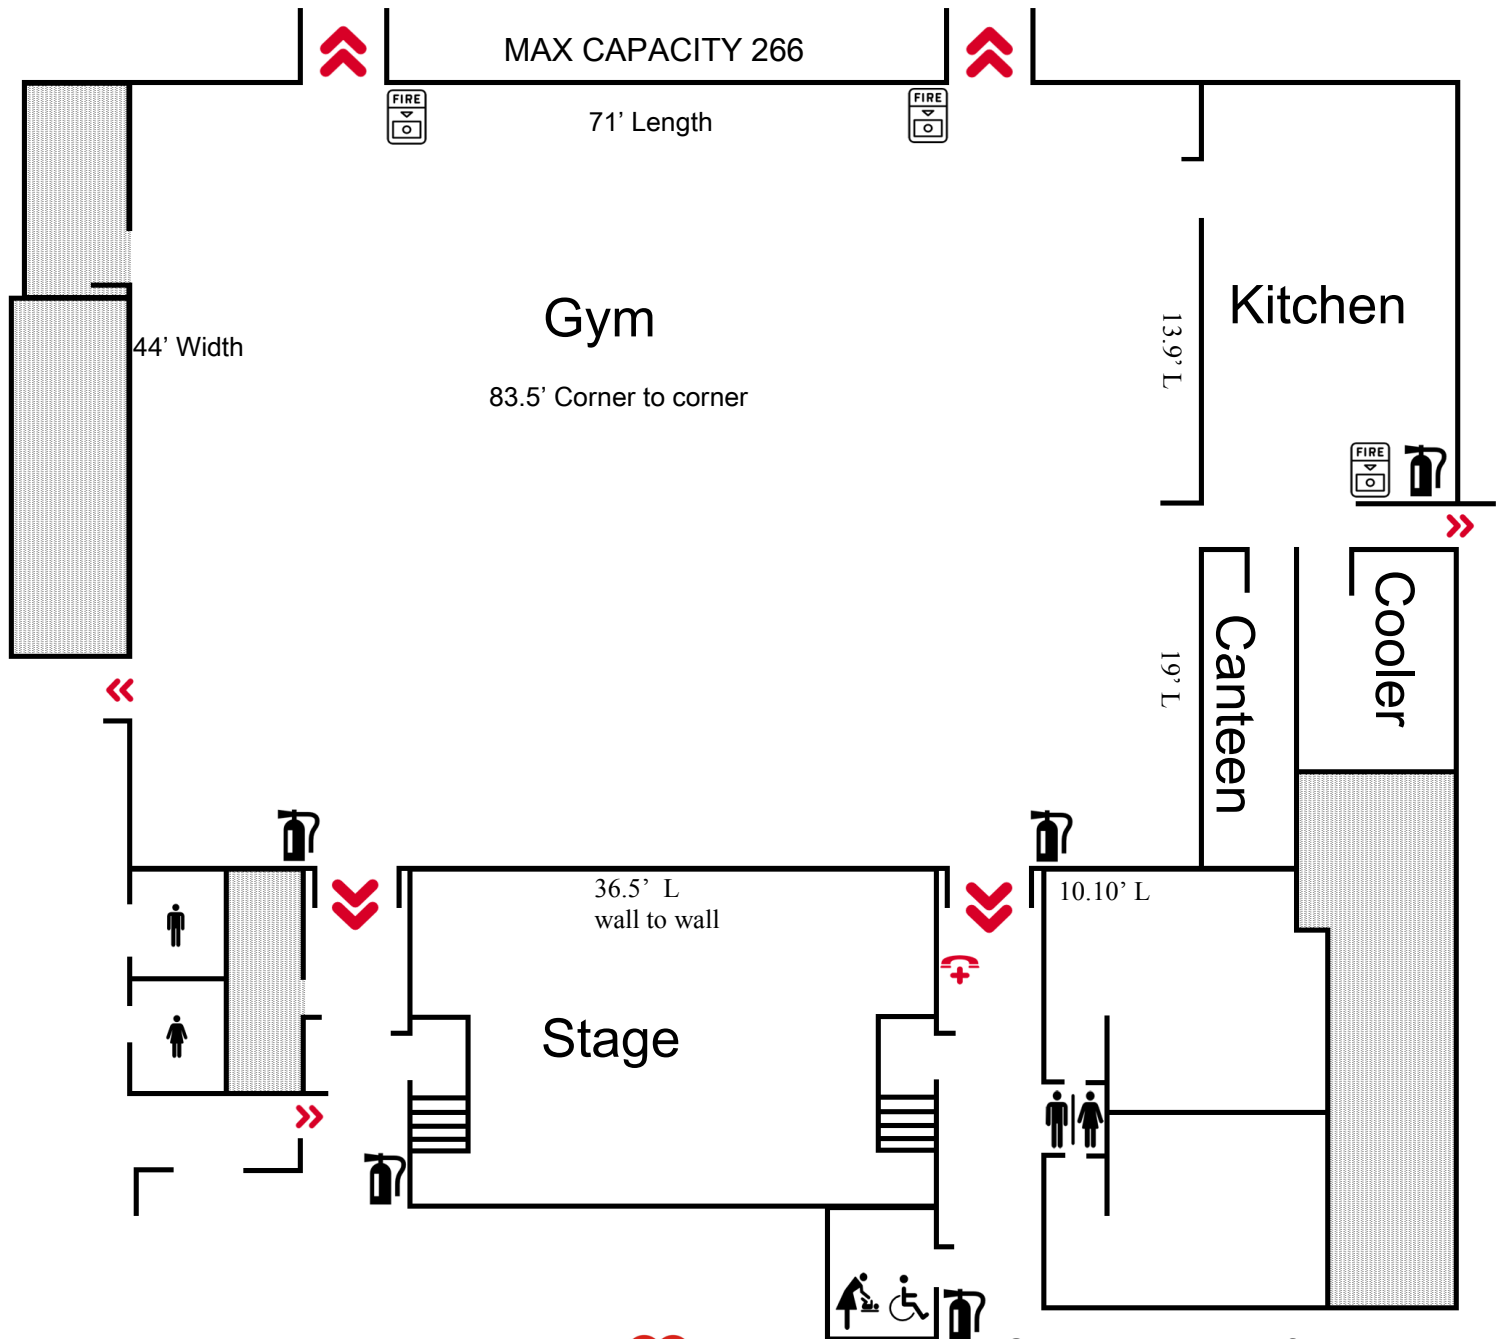 MAX CAPACITY 266
FIRE
FIRE
71’ Length
Gym
Kitchen
13.9’ L
44’ Width
83.5’ Corner to corner
FIRE
Cooler
Canteen
19’ L
36.5’ L
wall to wall
10.10’ L
Stage